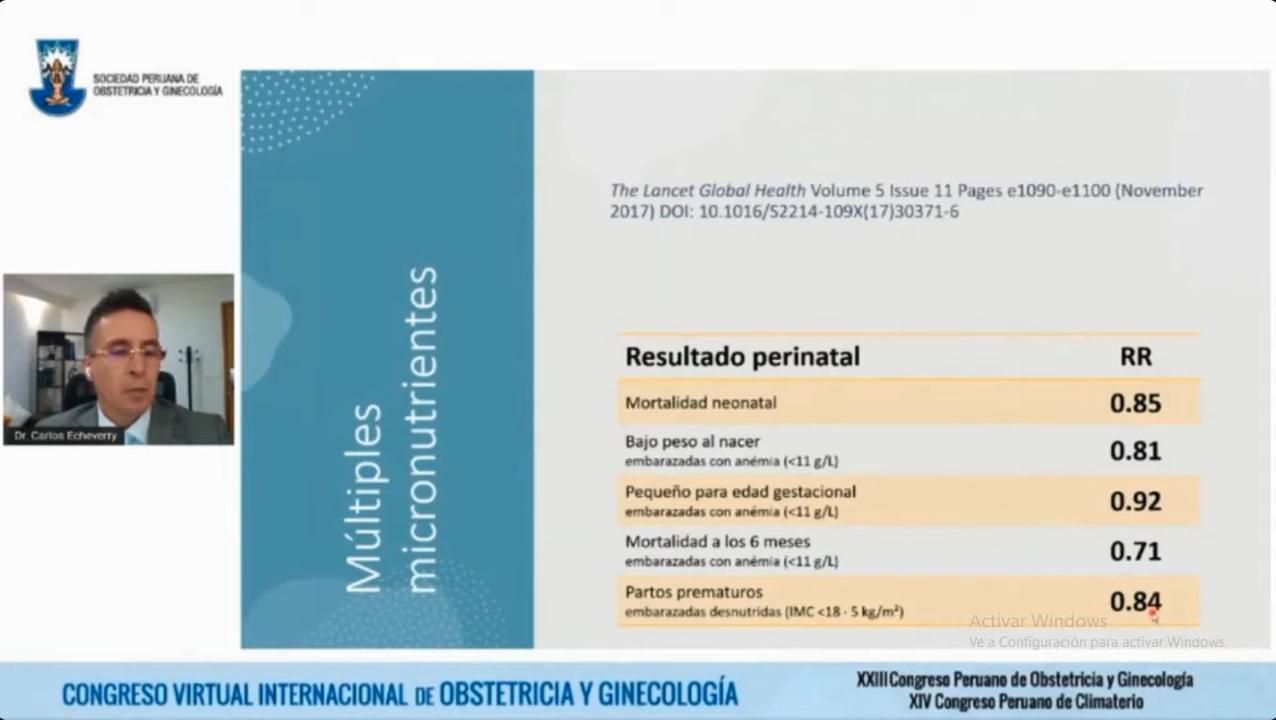 SOCIEDAD PERUANA DE
OBSTETRICIA Y GINECOLOGÍA
Múltiples
micronutrientes
The Lancet Global Health Volume 5 Issue 11 Pages e1090-e1100 (November
2017) DOI: 10.1016/S2214-109X(17)30371-6
Resultado perinatal RR
Mortalidad neonatal 0.85
Bajo peso al nacer
embarazadas con anémia (<11 g/L) 0.81
Pequeño para edad gestacional
embarazadas con anémia (<11 g/L) 0.92
Mortalidad a los 6 meses
embarazadas con anémia (<11 g/L) 0.71
Partos prematuros
embarazadas desnutridas (IMC <18·5 kg/m²) 0.84
Dr. Carlos Echeverry
Activar Windows
Ve a Configuración para activar Windows.
CONGRESO VIRTUAL INTERNACIONAL DE OBSTETRICIA Y GINECOLOGÍA
XXIII Congreso Peruano de Obstetricia y Ginecología
XIV Congreso Peruano de Climaterio